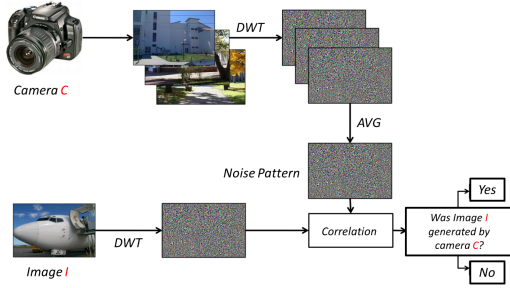 DWT
Camera C
AVG
Noise Pattern
Yes
Correlation
Was Image I
generated by
camera C?
DWT
Image I
No